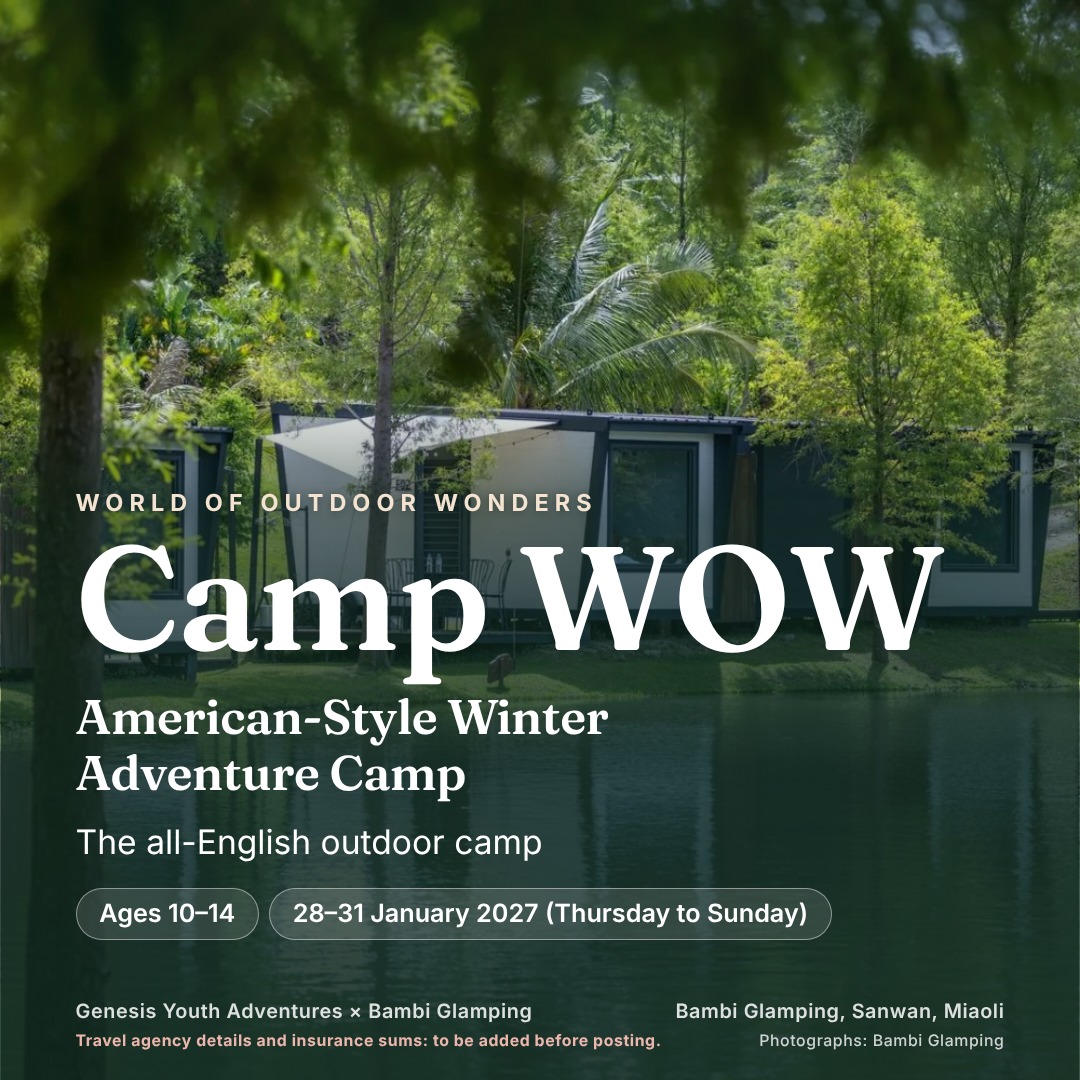 WORLD OF OUTDOOR WONDERS
Camp WOW
American-Style Winter
Adventure Camp
The all-English outdoor camp
Ages 10–14
28–31 January 2027 (Thursday to Sunday)
Genesis Youth Adventures × Bambi Glamping
Bambi Glamping, Sanwan, Miaoli
Travel agency details and insurance sums: to be added before posting.
Photographs: Bambi Glamping